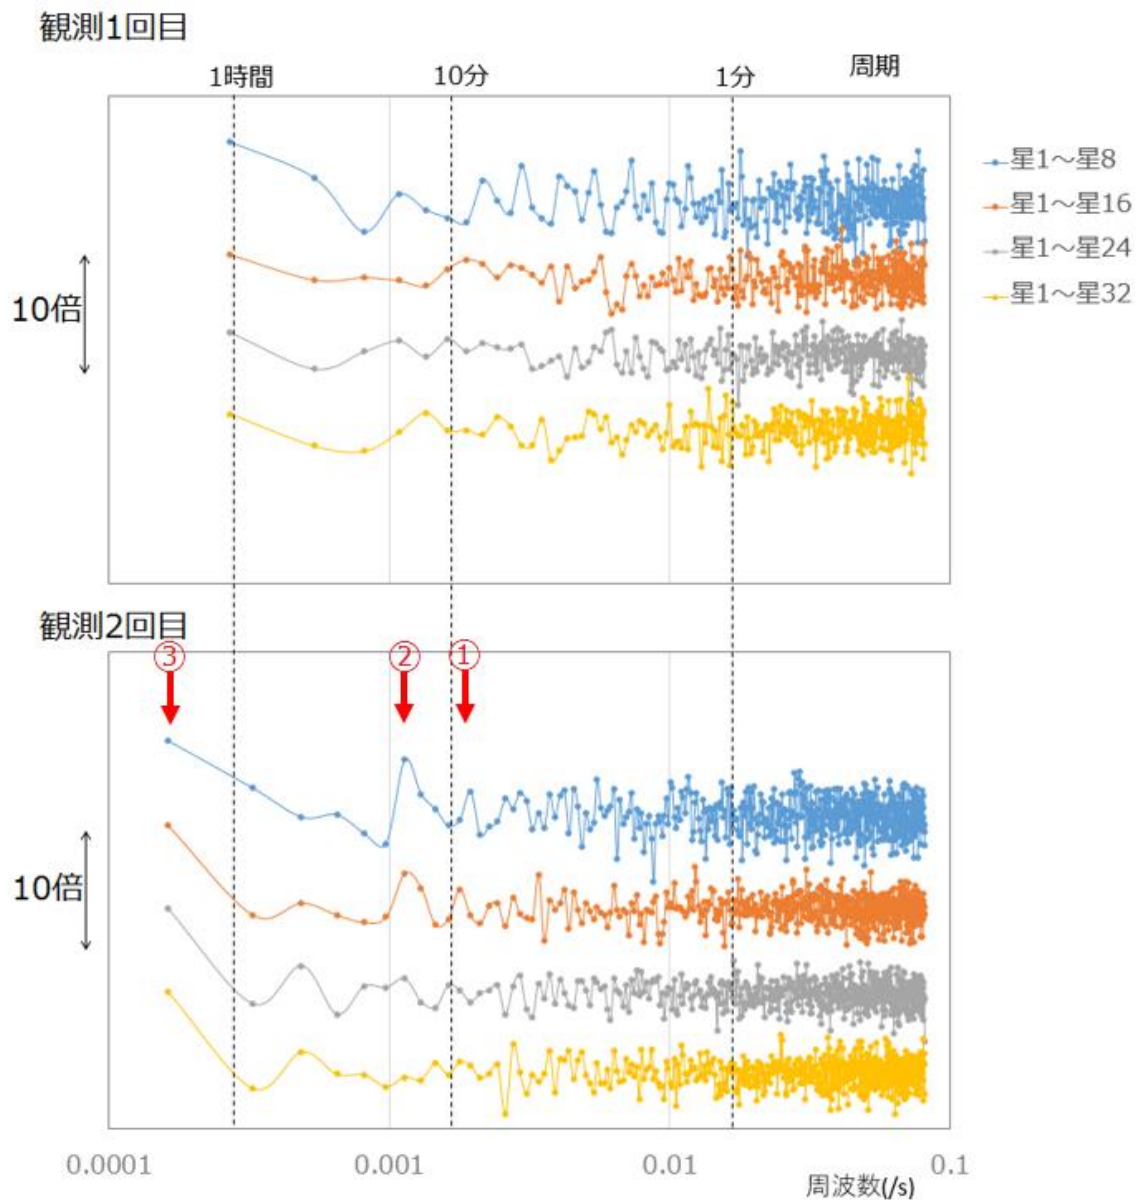 観測1回目
1時間
10分
1分
周期
星1～星8
星1～星16
星1～星24
星1～星32
10倍
観測2回目
③
②
①
10倍
0.0001
0.001
0.01
0.1
周波数(/s)